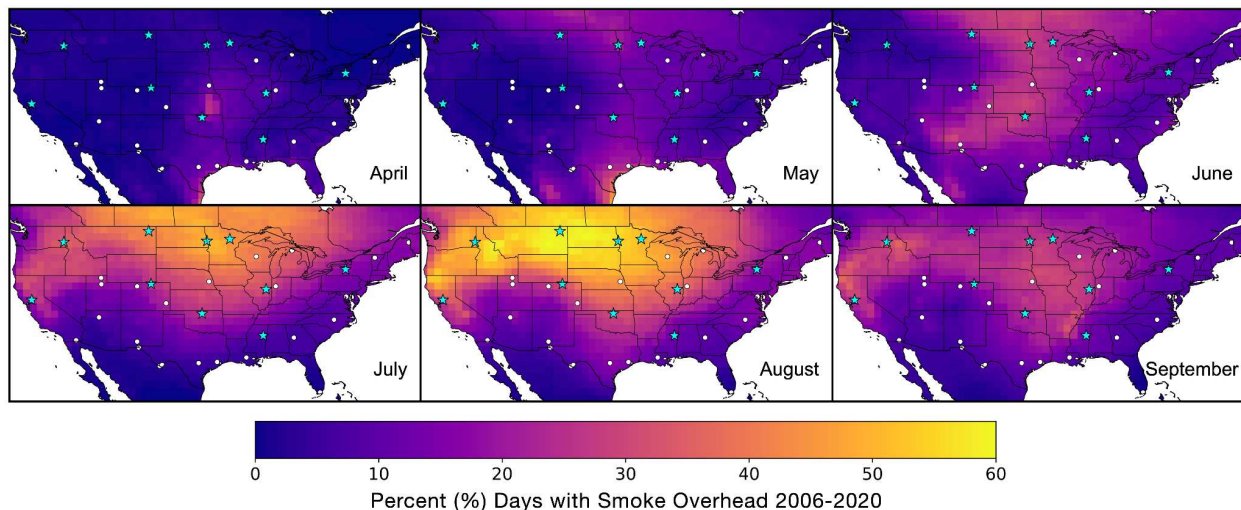 April
May
June
July
August
September
0 10 20 30 40 50 60
Percent (%) Days with Smoke Overhead 2006-2020